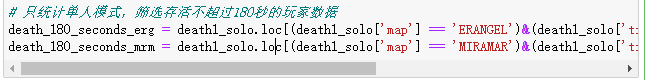 # 只统计单人模式，筛选存活不超过180秒的玩家数据
death_180_seconds_erg = death1_solo.loc[(death1_solo['map'] == 'ERANGEL')&(death1_solo['ti
death_180_seconds_mrm = death1_solo.loc[(death1_solo['map'] == 'MIRAMAR')&(death1_solo['ti